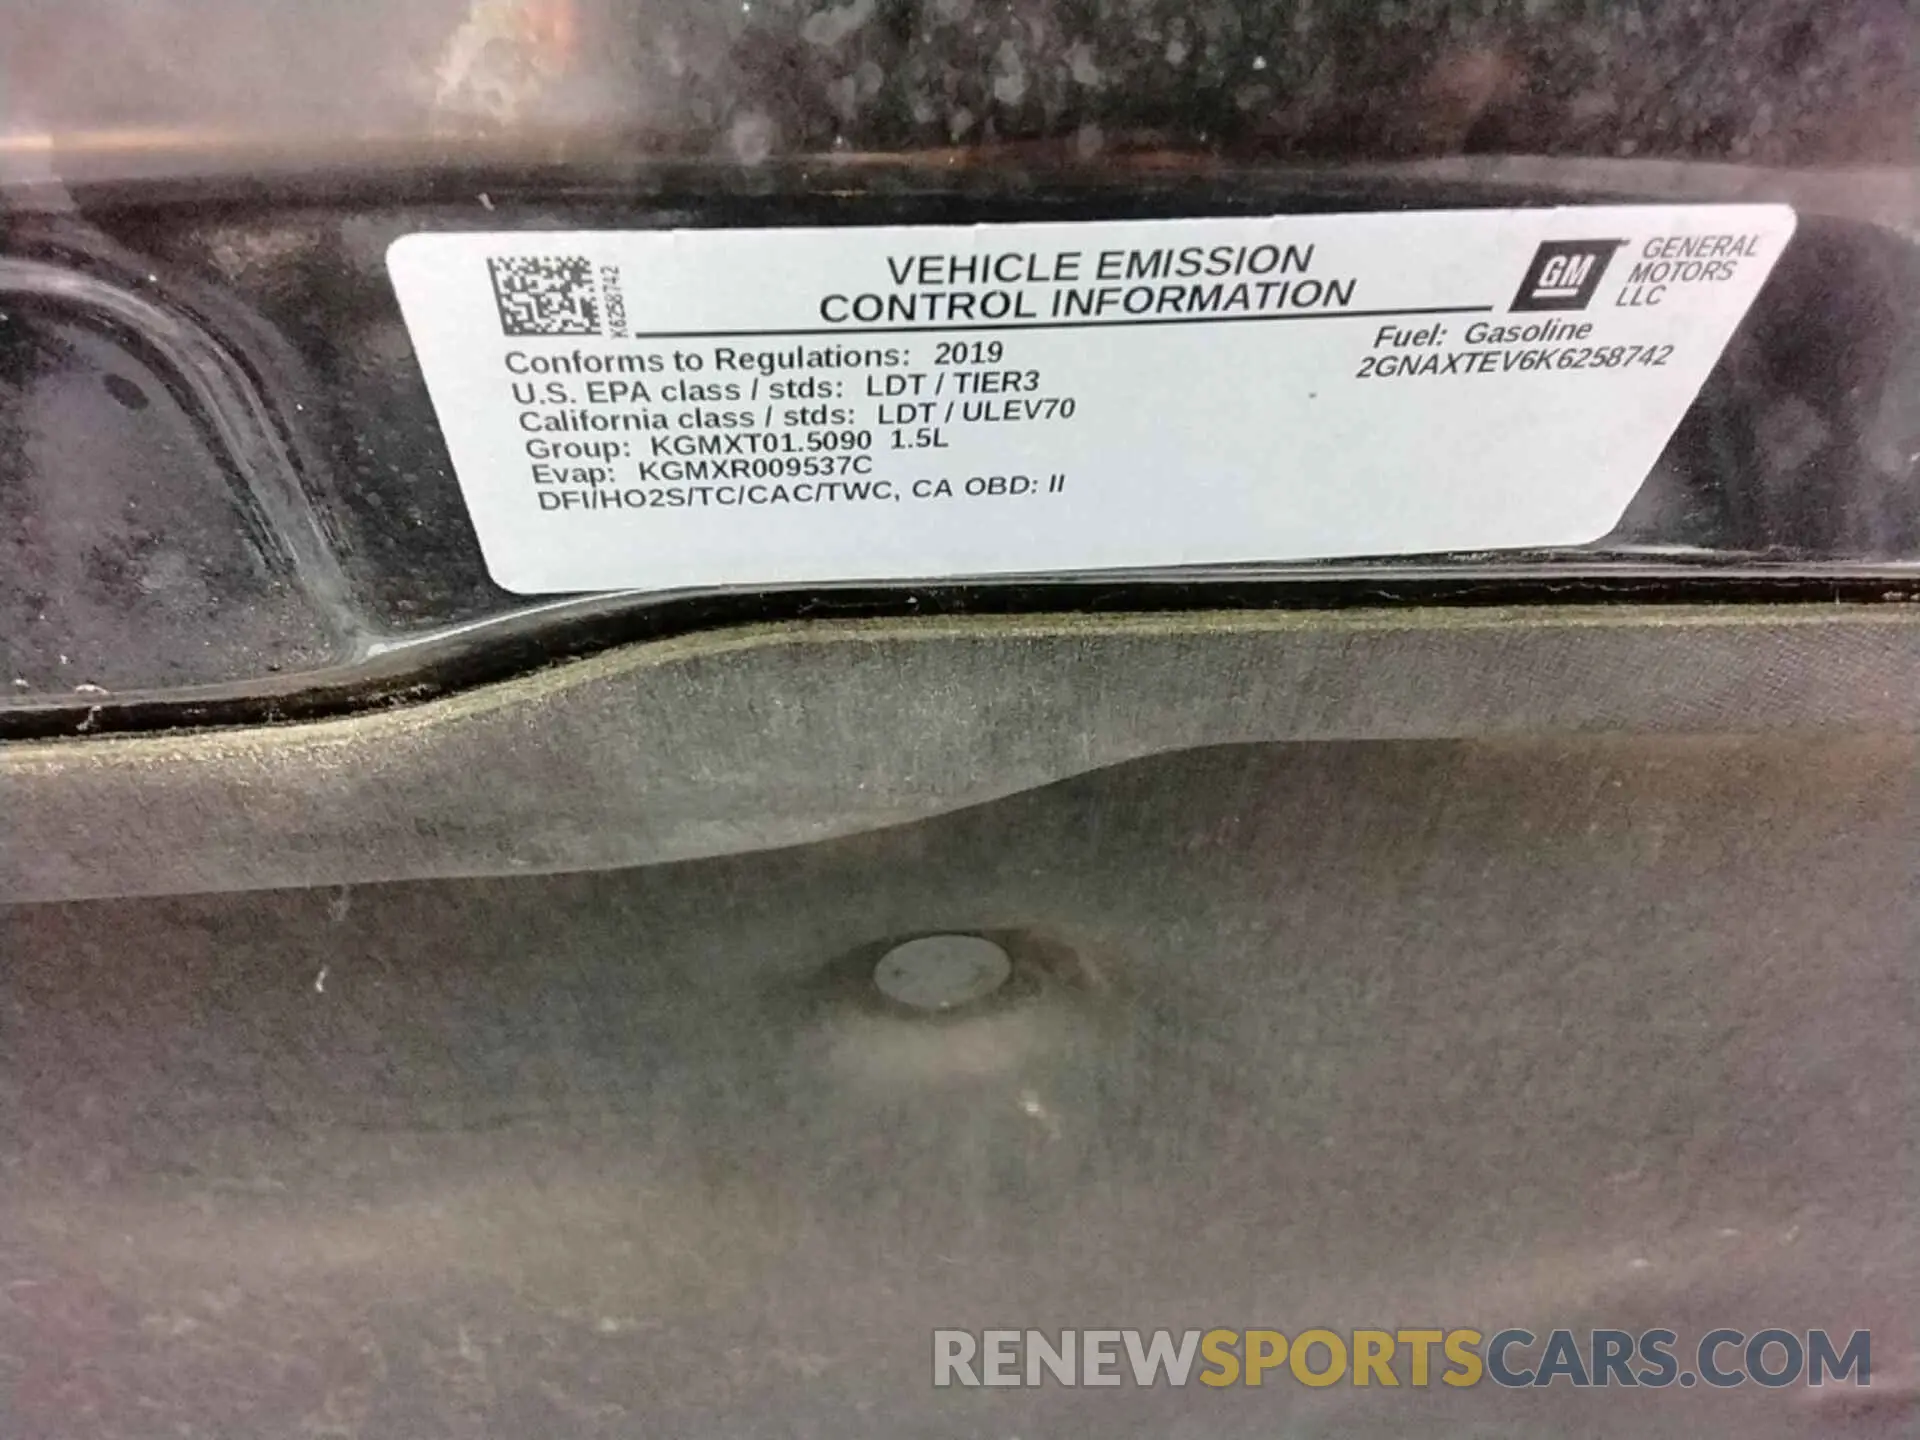 VEHICLE EMISSION
CONTROL INFORMATION
GM
GENERAL
MOTORS
LLC
K6258742
Fuel: Gasoline
2GNAXTEV6K6258742
Conforms to Regulations: 2019
U.S. EPA class / stds: LDT / TIER3
California class / stds: LDT / ULEV70
Group: KGMXT01.5090 1.5L
Evap: KGMXR009537C
DFI/HO2S/TC/CAC/TWC, CA OBD: II
RENEWSPORTSCARS.COM